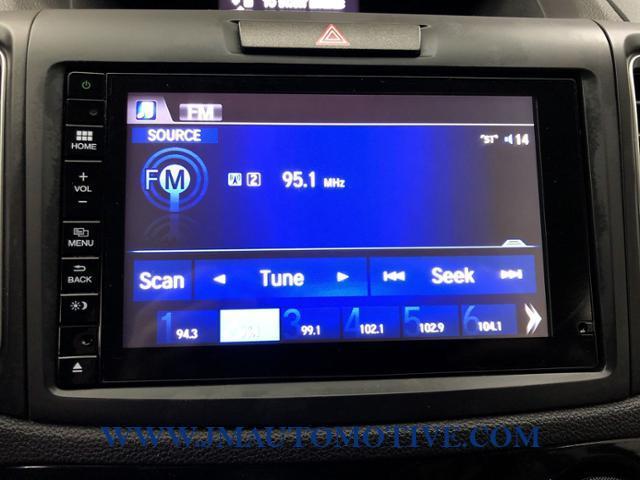 FM
SOURCE
"ST" 14
FM
2 95.1 MHz
HOME
+
VOL
−
MENU
BACK
Scan Tune Seek
1 94.3
3 99.1
4 102.1
5 102.9
6 104.1
WWW.JMAUTOMOTIVE.COM